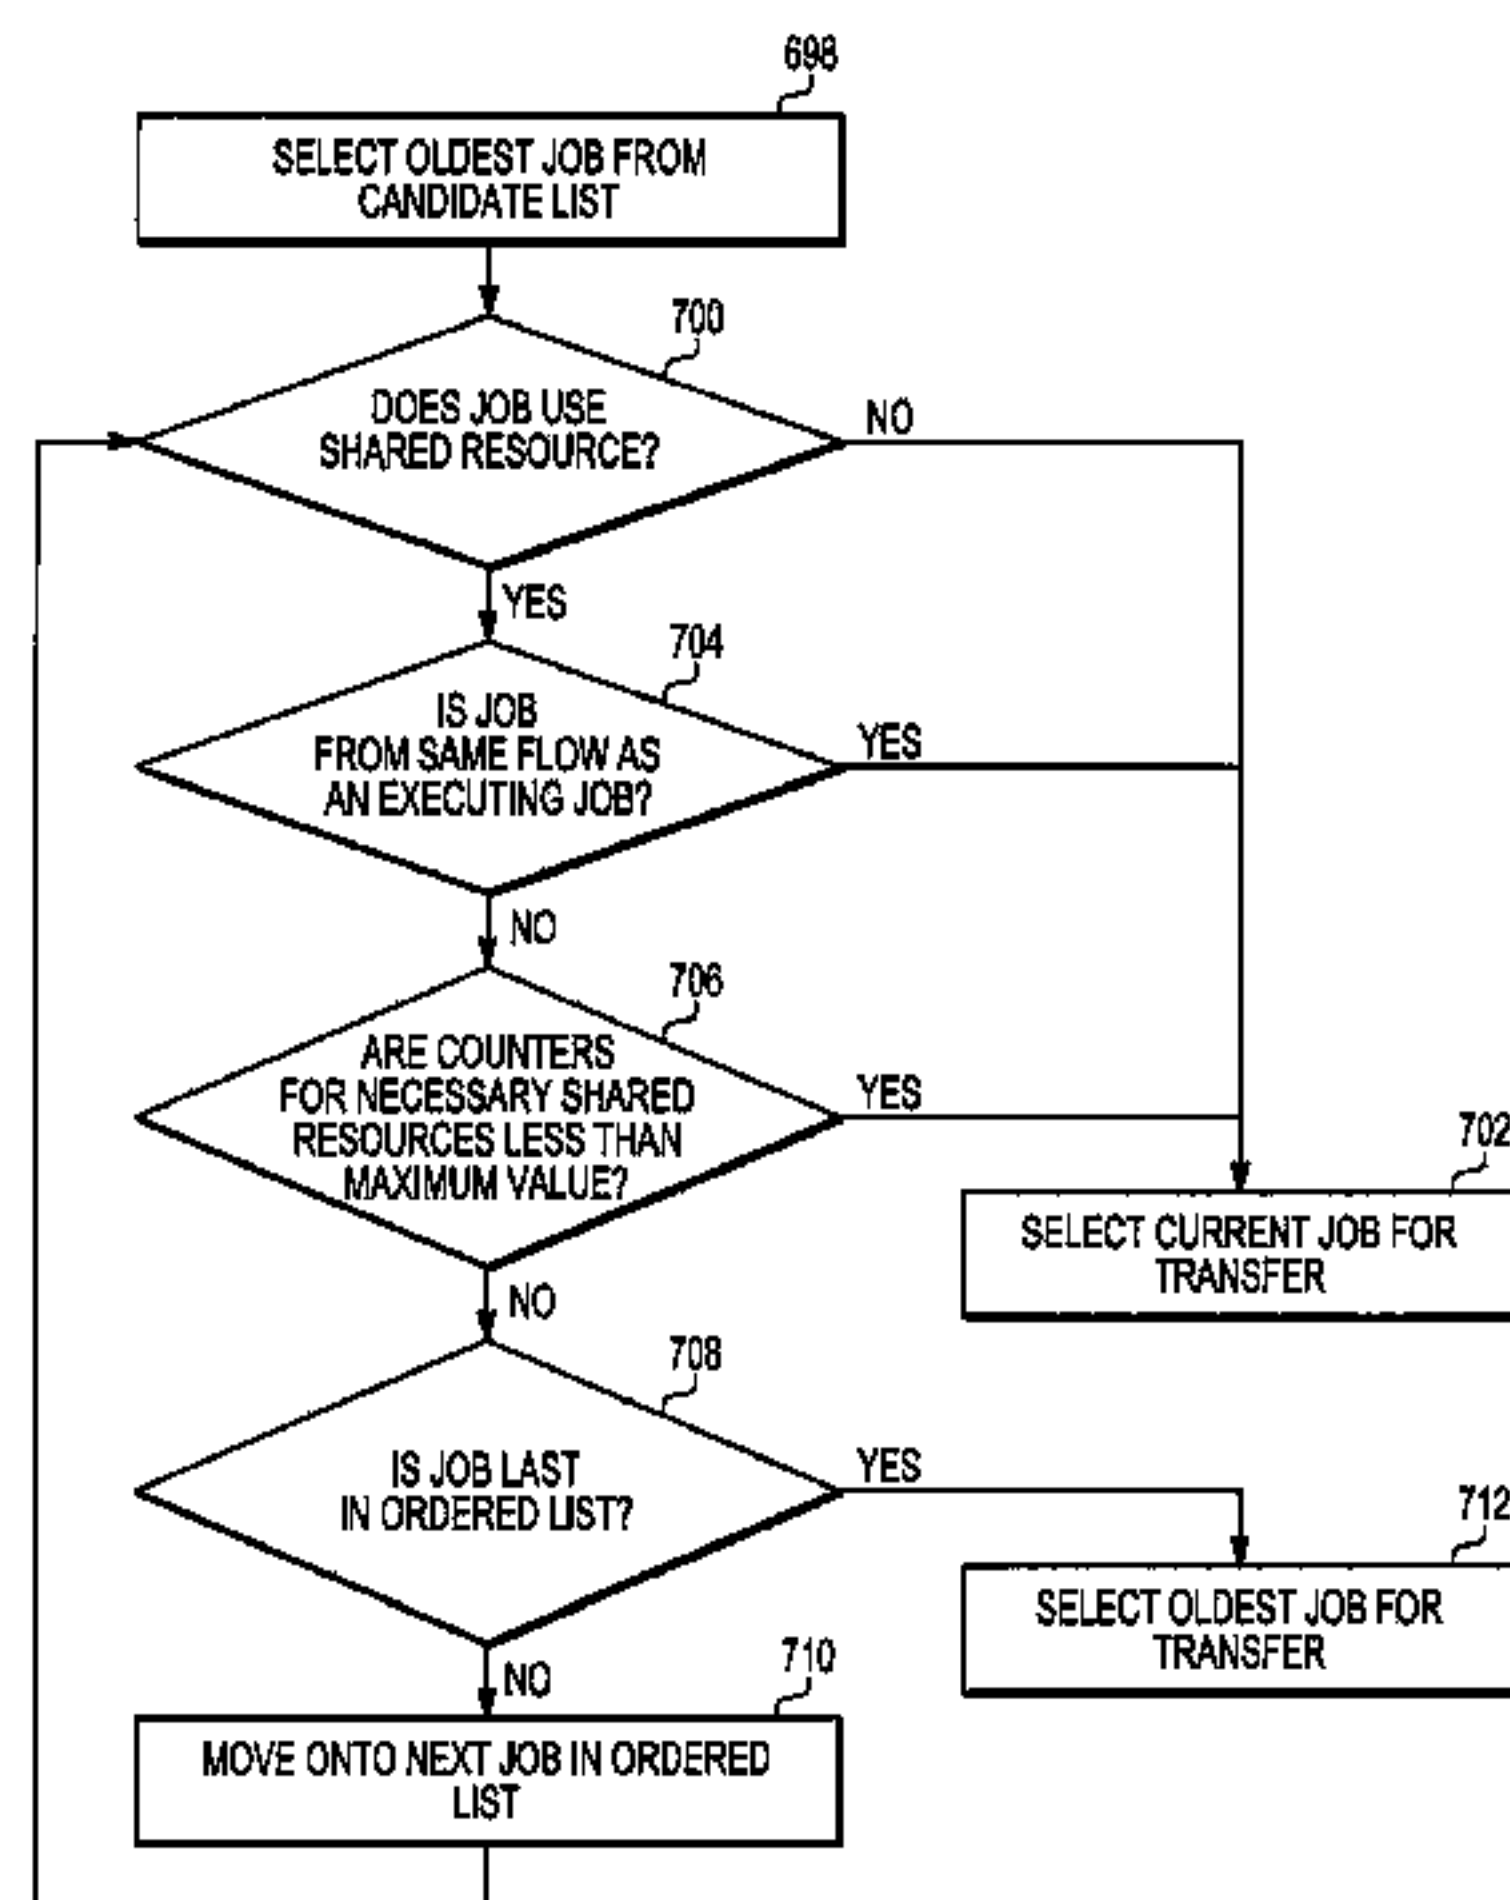 698
SELECT OLDEST JOB FROM
CANDIDATE LIST
700
DOES JOB USE
SHARED RESOURCE?
NO
YES
704
IS JOB
FROM SAME FLOW AS
AN EXECUTING JOB?
YES
NO
706
ARE COUNTERS
FOR NECESSARY SHARED
RESOURCES LESS THAN
MAXIMUM VALUE?
YES
702
SELECT CURRENT JOB FOR
TRANSFER
NO
708
IS JOB LAST
IN ORDERED LIST?
YES
712
SELECT OLDEST JOB FOR
TRANSFER
NO
710
MOVE ONTO NEXT JOB IN ORDERED
LIST